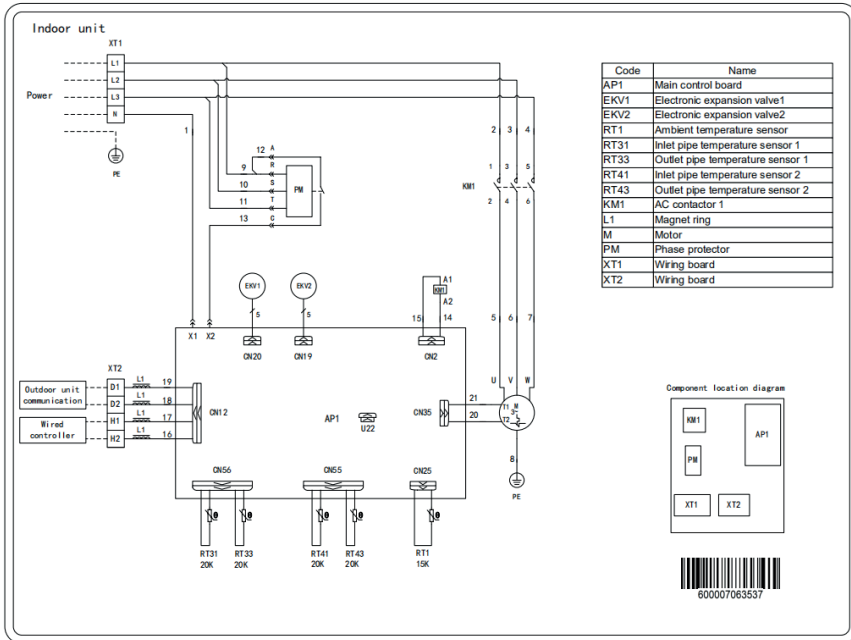 Indoor unit
XT1
L1
L2
Power
L3
N
1
PE
2 3 4
12 A
9 R
10 S
PM
11 T
13 C
1 3 5
KM1
2 4 6
Code Name
AP1 Main control board
EKV1 Electronic expansion valve1
EKV2 Electronic expansion valve2
RT1 Ambient temperature sensor
RT31 Inlet pipe temperature sensor 1
RT33 Outlet pipe temperature sensor 1
RT41 Inlet pipe temperature sensor 2
RT43 Outlet pipe temperature sensor 2
KM1 AC contactor 1
L1 Magnet ring
M Motor
PM Phase protector
XT1 Wiring board
XT2 Wiring board
EKV1 EKV2
A1
KM1
A2
5 5
15 14
5 6 7
X1 X2
CN20 CN19 CN2
XT2
Outdoor unit
communication
D1 L1 19
D2 L1 18
Wired
controller
H1 L1 17
H2 L1 16
CN12
AP1
U22
CN35
21
20
U V W
T1 M
3~
T2
8
PE
CN56 CN55 CN25
θ θ θ θ θ
RT31 RT33 RT41 RT43 RT1
20K 20K 20K 20K 15K
Component location diagram
KM1
AP1
PM
XT1 XT2
600007063537